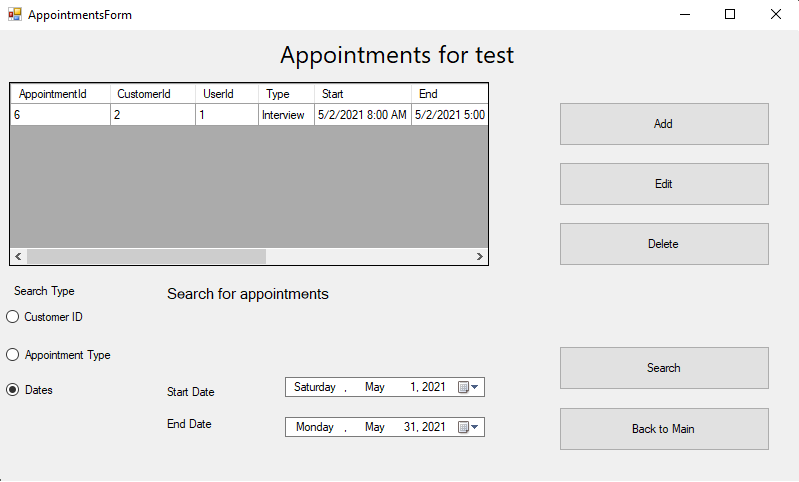 AppointmentsForm
Appointments for test
AppointmentId CustomerId UserId Type Start End
6 2 1 Interview 5/2/2021 8:00 AM 5/2/2021 5:00
Add
Edit
Delete
Search Type
Search for appointments
Customer ID
Appointment Type
Dates
Start Date Saturday , May 1, 2021
End Date Monday , May 31, 2021
Search
Back to Main